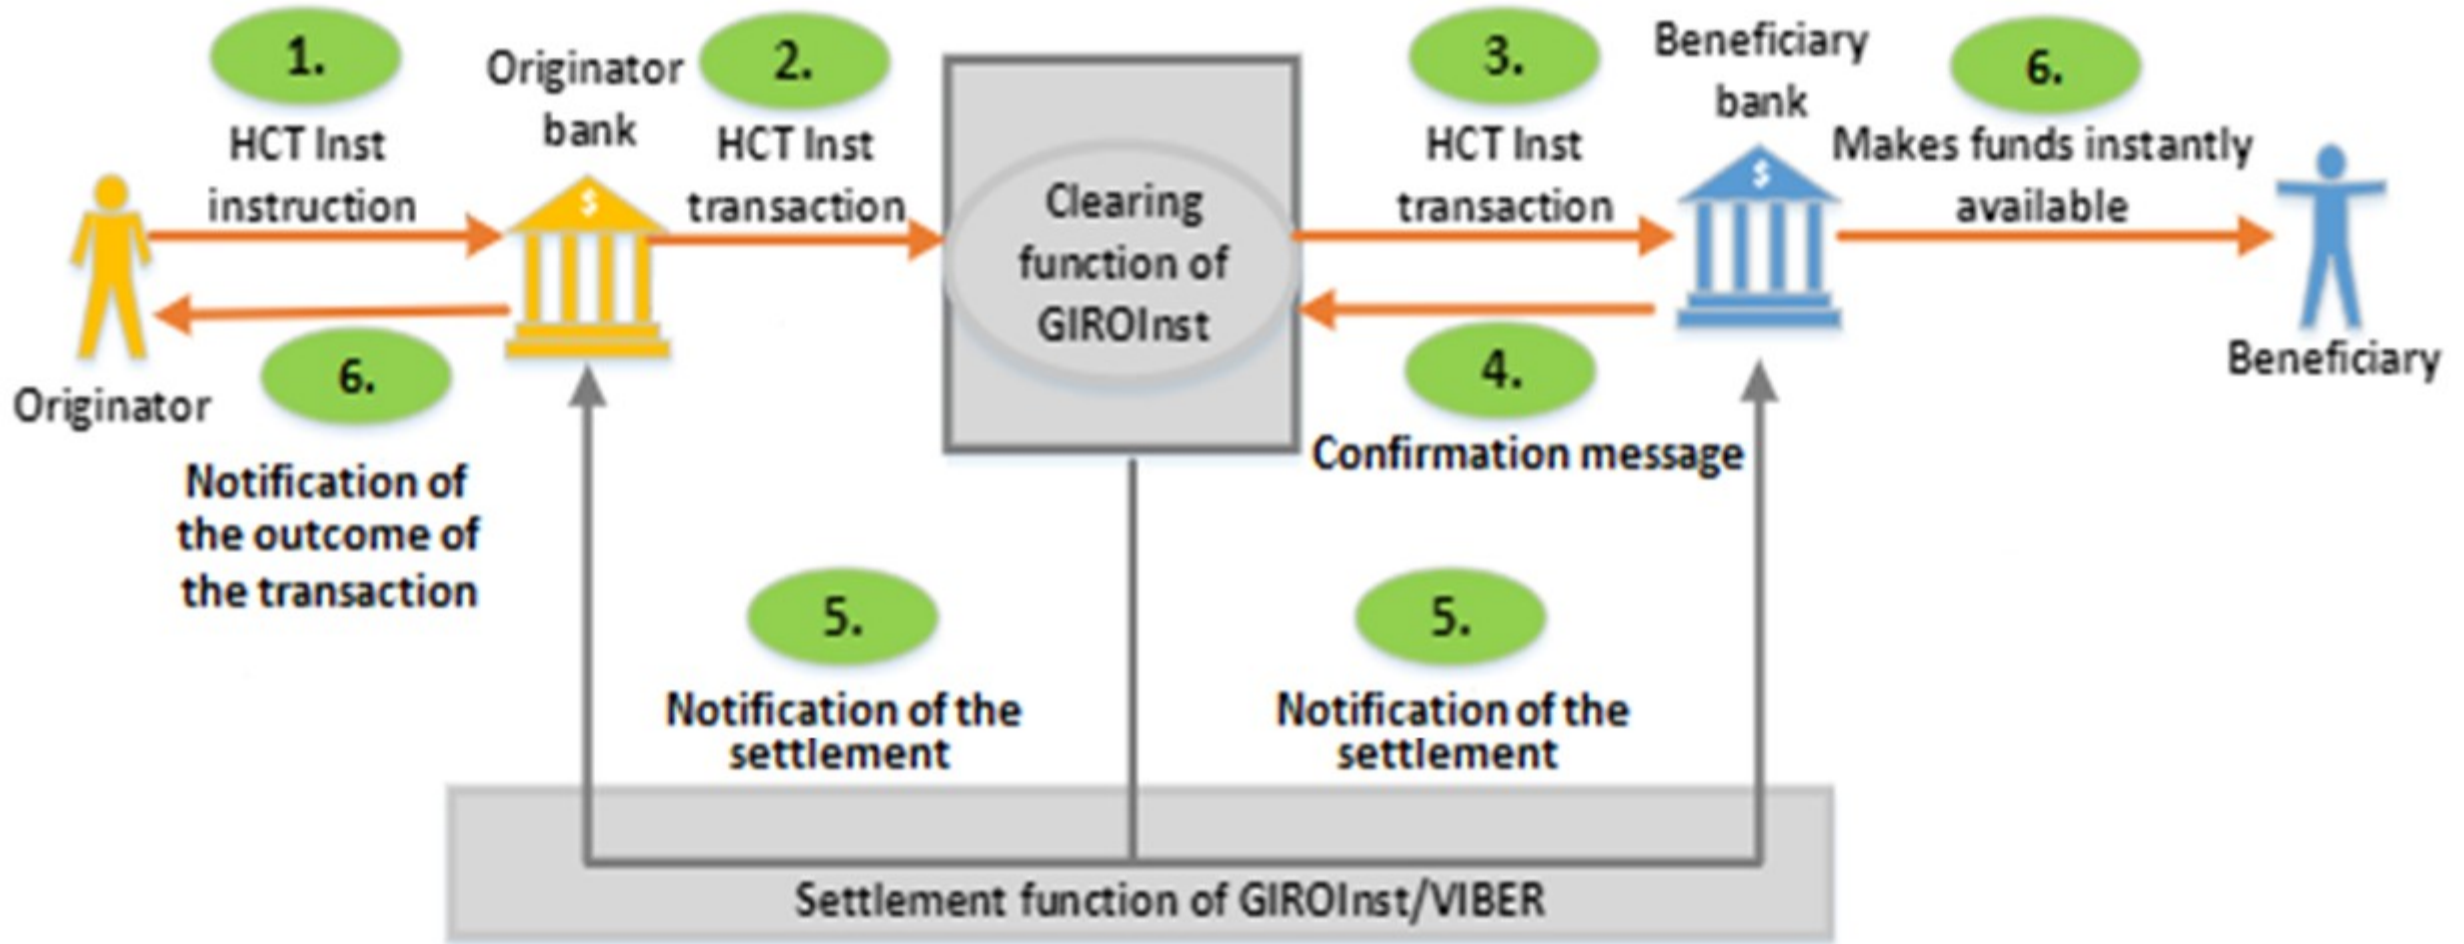 1.
HCT Inst
instruction
Originator
bank
2.
HCT Inst
transaction
Clearing
function of
GIROInst
3.
HCT Inst
transaction
Beneficiary
bank
6.
Makes funds instantly
available
Originator
6.
Notification of
the outcome of
the transaction
4.
Confirmation message
Beneficiary
5.
Notification of the
settlement
5.
Notification of the
settlement
Settlement function of GIROInst/VIBER
$
$